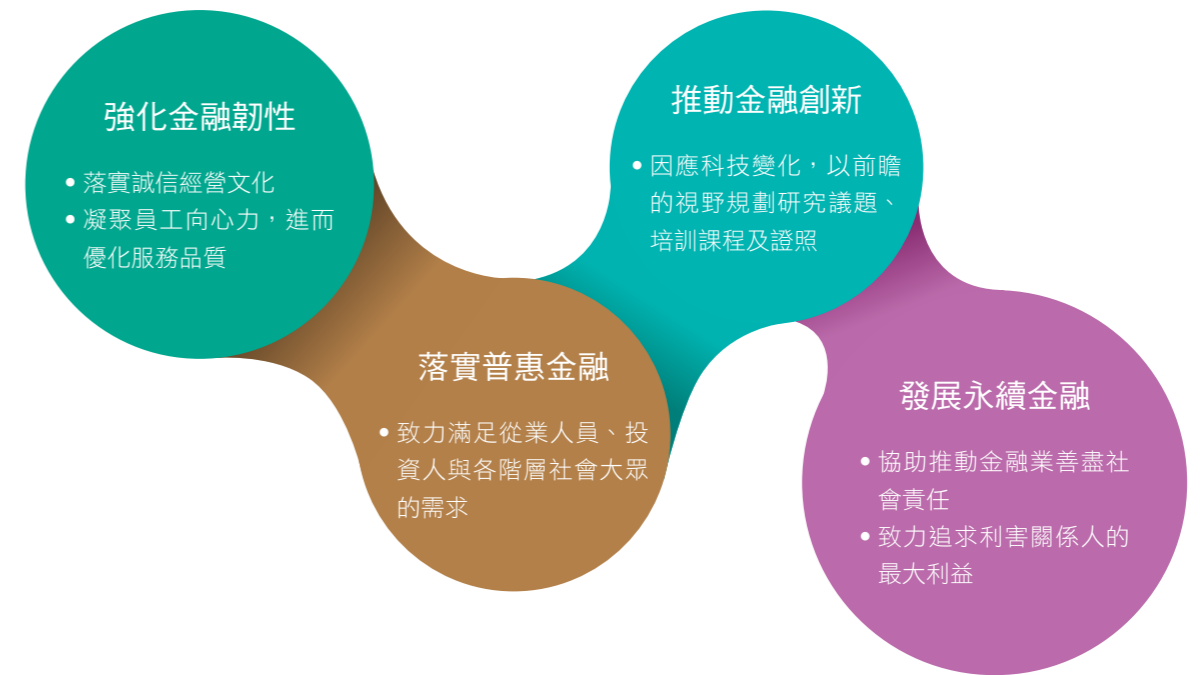 強化金融韌性
• 落實誠信經營文化
• 凝聚員工向心力，進而
優化服務品質
落實普惠金融
• 致力滿足從業人員、投
資人與各階層社會大眾
的需求
推動金融創新
• 因應科技變化，以前瞻
的視野規劃研究議題、
培訓課程及證照
發展永續金融
• 協助推動金融業善盡社
會責任
• 致力追求利害關係人的
最大利益